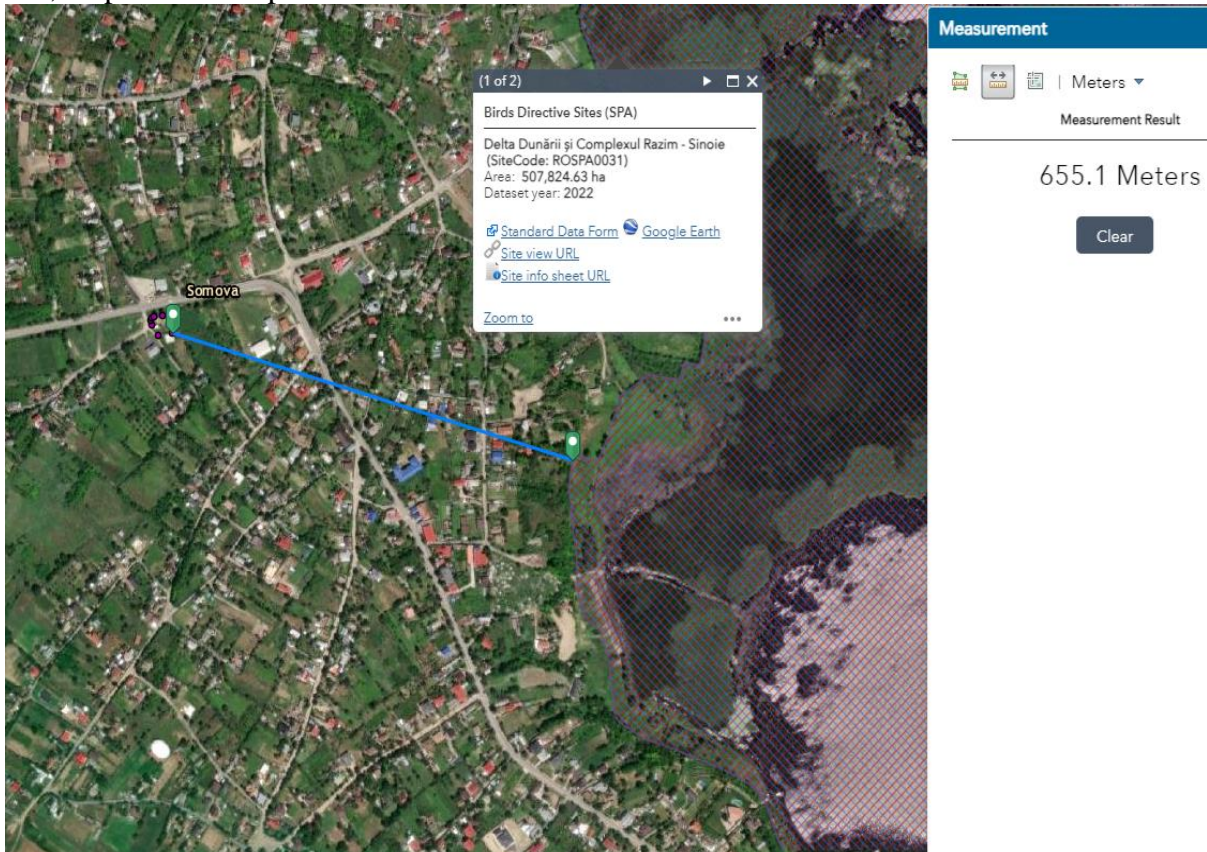 (1 of 2)
Birds Directive Sites (SPA)
Delta Dunării și Complexul Razim - Sinoie
(SiteCode: ROSPA0031)
Area: 507,824.63 ha
Dataset year: 2022
Standard Data Form Google Earth
Site view URL
Site info sheet URL
Zoom to
Somova
Measurement
| Meters
Measurement Result
655.1 Meters
Clear